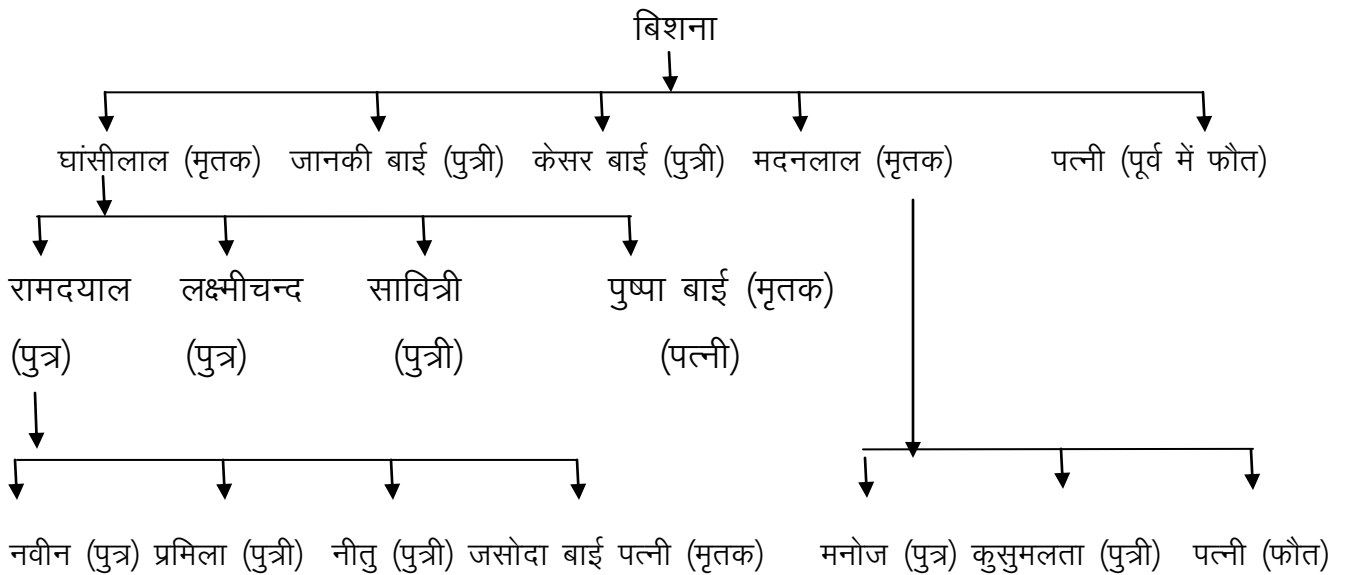 बिशना
घांसीलाल (मृतक) जानकी बाई (पुत्री) केसर बाई (पुत्री) मदनलाल (मृतक) पत्नी (पूर्व में फौत)
रामदयाल लक्ष्मीचन्द सावित्री पुष्पा बाई (मृतक)
(पुत्र) (पुत्र) (पुत्री) (पत्नी)
नवीन (पुत्र) प्रमिला (पुत्री) नीतु (पुत्री) जसोदा बाई पत्नी (मृतक) मनोज (पुत्र) कुसुमलता (पुत्री) पत्नी (फौत)